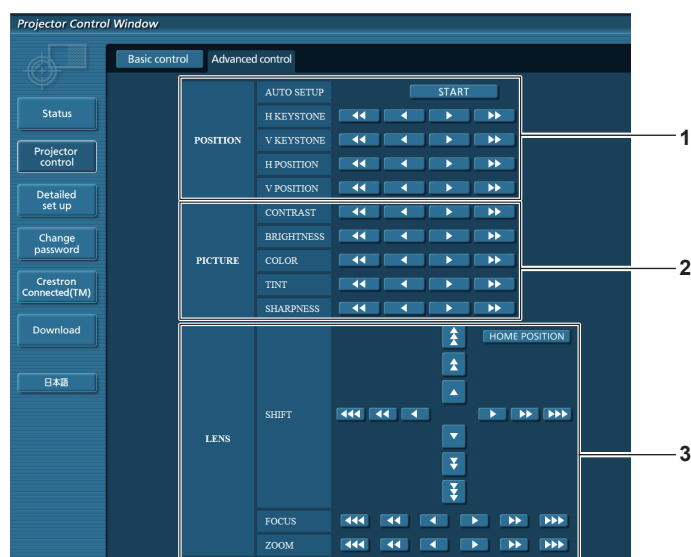 Projector Control Window
Basic control
Advanced control
Status
Projector
control
Detailed
set up
Change
password
Crestron
Connected(TM)
Download
日本語
POSITION
AUTO SETUP
START
H KEYSTONE
V KEYSTONE
H POSITION
V POSITION
1
PICTURE
CONTRAST
BRIGHTNESS
COLOR
TINT
SHARPNESS
2
LENS
SHIFT
HOME POSITION
FOCUS
ZOOM
3